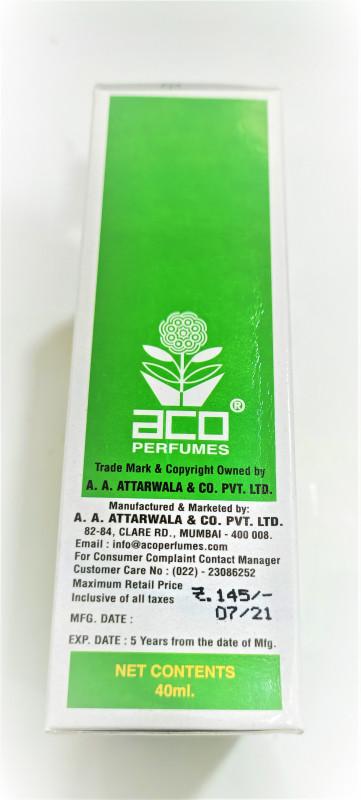 aco®
PERFUMES
Trade Mark & Copyright Owned by
A. A. ATTARWALA & CO. PVT. LTD.
Manufactured & Marketed by:
A. A. ATTARWALA & CO. PVT. LTD.
82-84, CLARE RD., MUMBAI - 400 008.
Email : info@acoperfumes.com
For Consumer Complaint Contact Manager
Customer Care No : (022) - 23086252
Maximum Retail Price
Inclusive of all taxes ₹.145/-
MFG. DATE : 07/21
EXP. DATE : 5 Years from the date of Mfg.
NET CONTENTS
40ml.